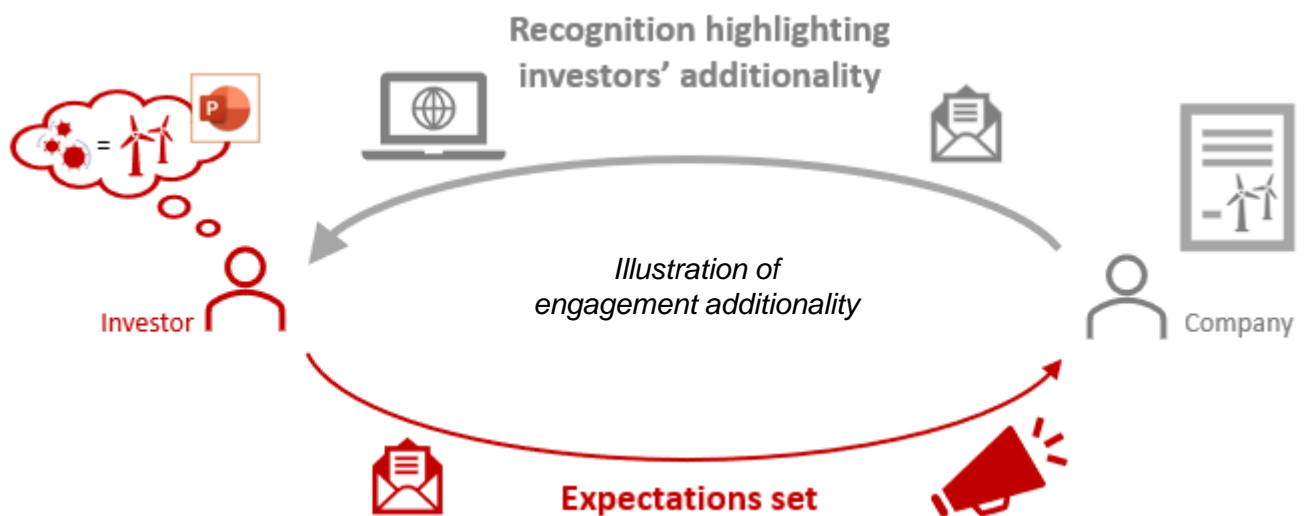 Recognition highlighting
investors’ additionality
P
=
Illustration of
engagement additionality
Investor
Company
Expectations set